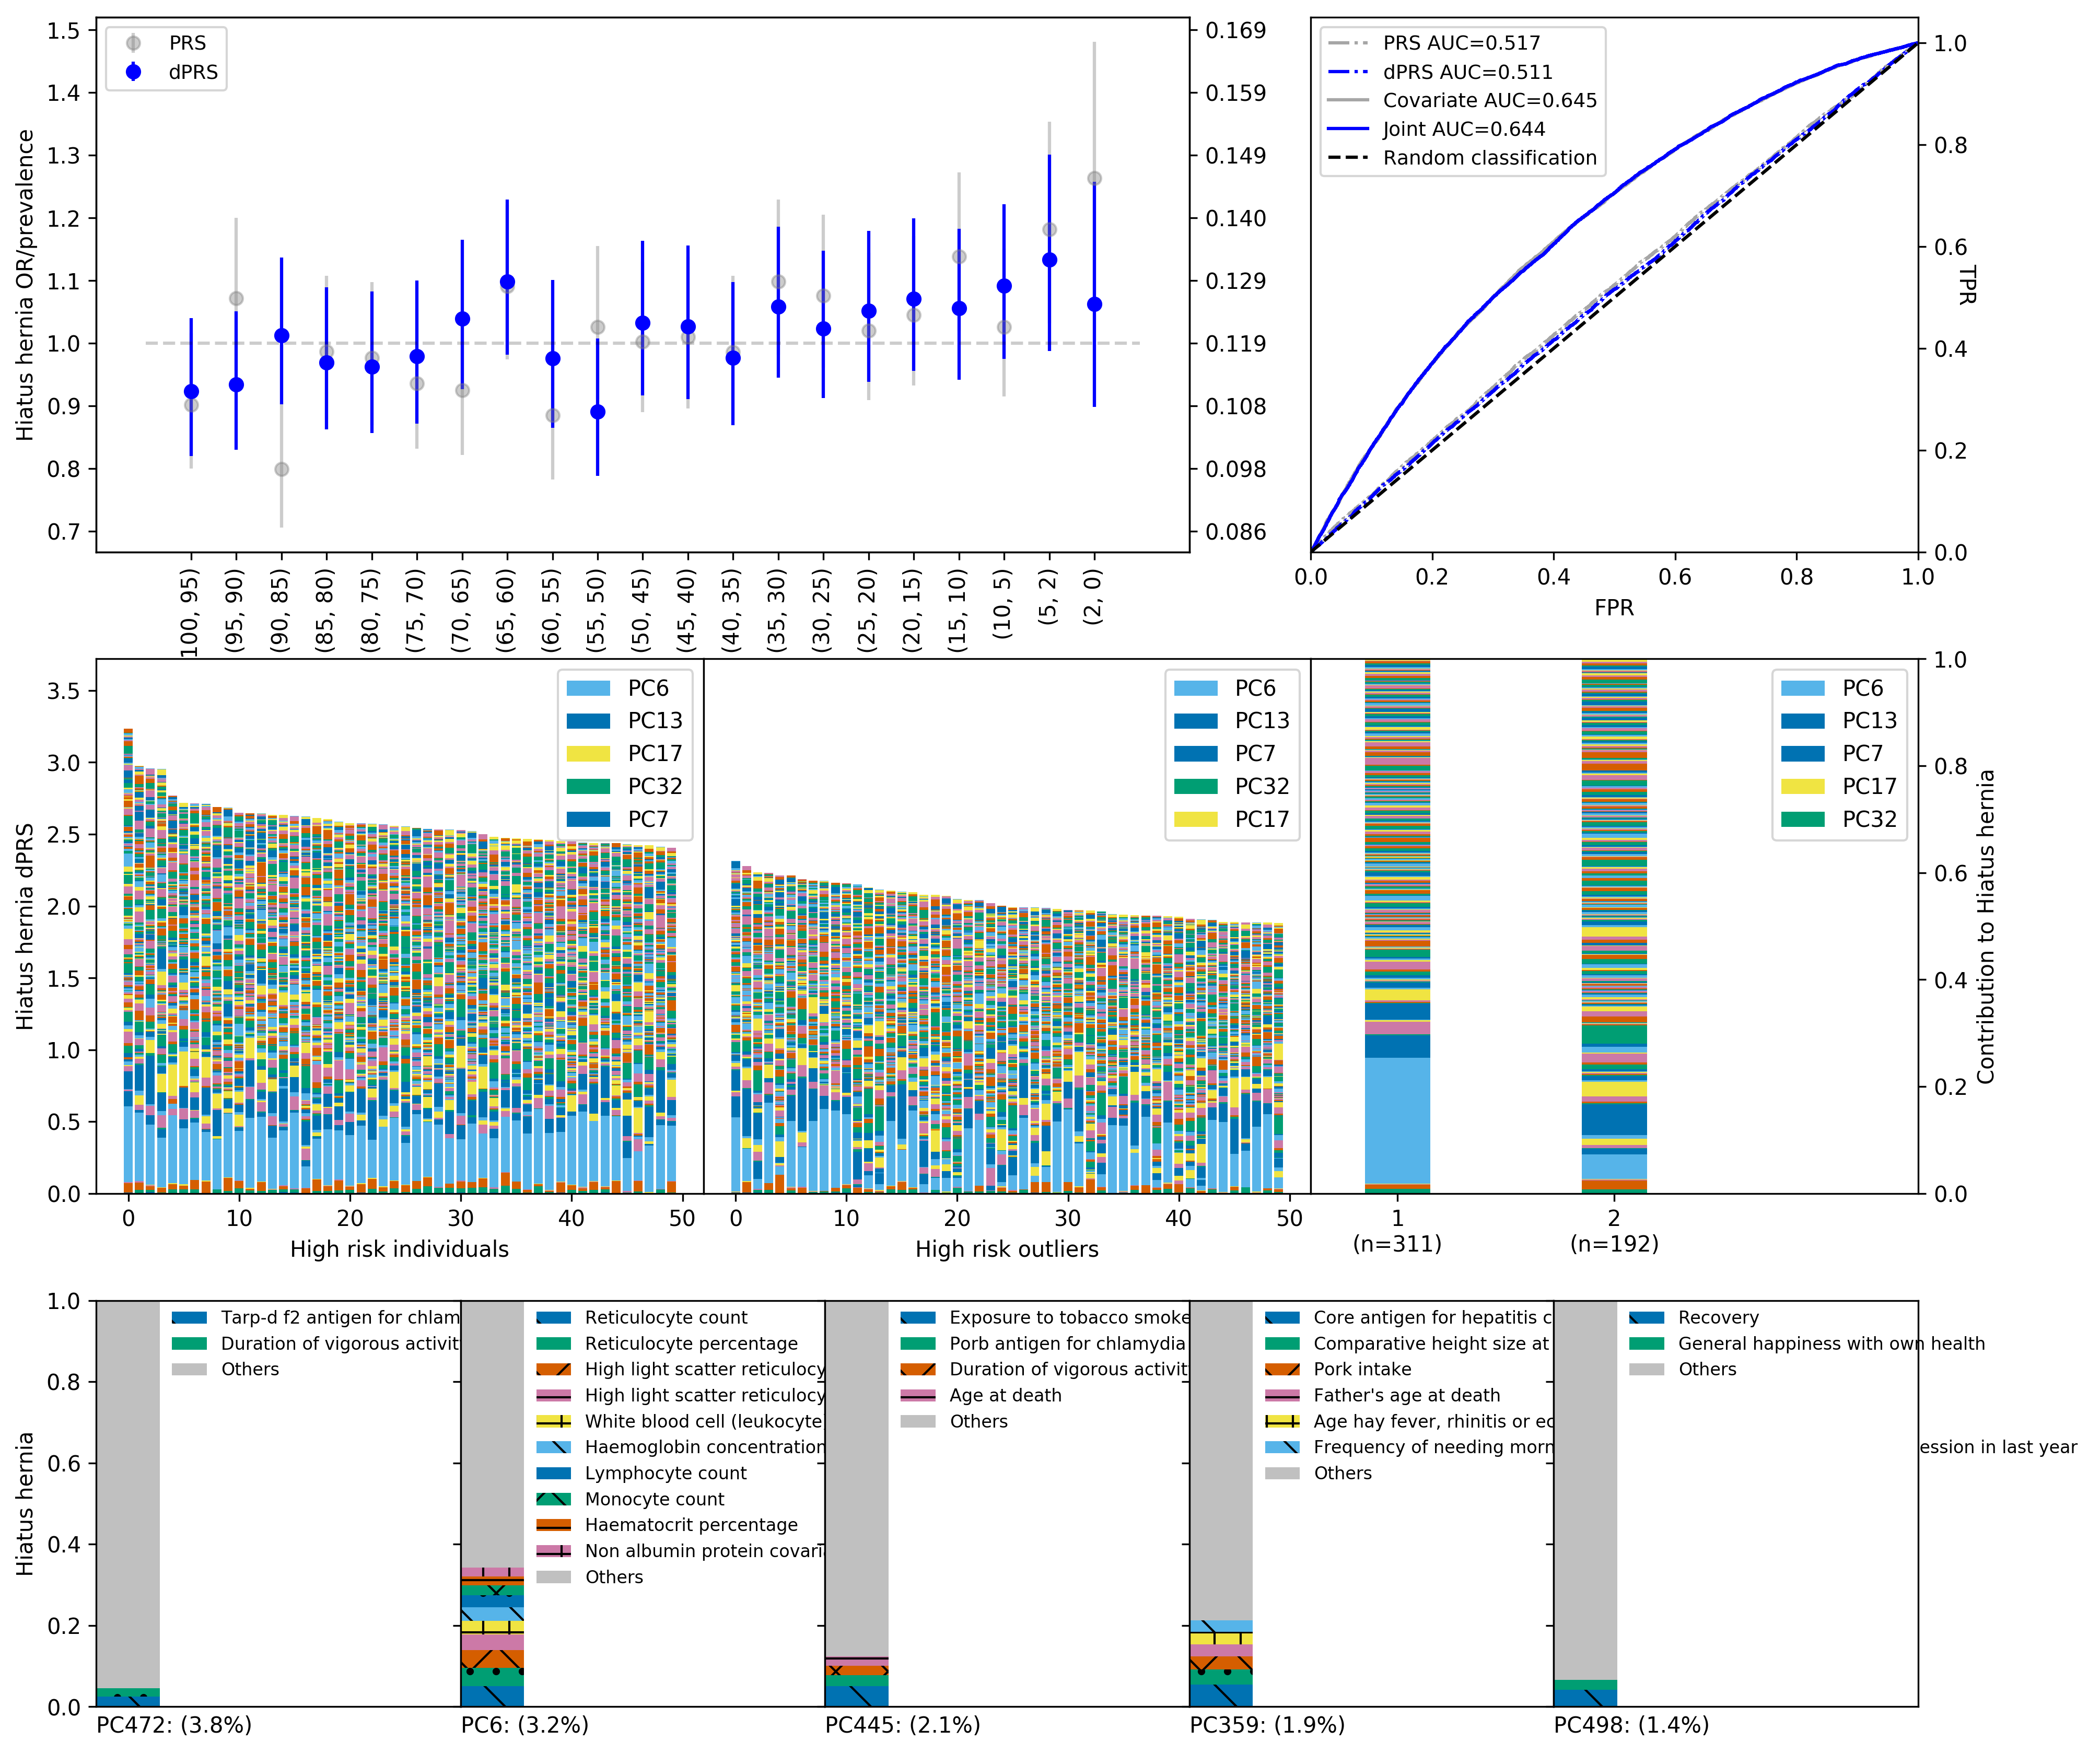 PRS
dPRS
Hiatus hernia OR/prevalence
1.5
1.4
1.3
1.2
1.1
1.0
0.9
0.8
0.7
0.169
0.159
0.149
0.140
0.129
0.119
0.108
0.098
0.086
100, 95)
(95, 90)
(90, 85)
(85, 80)
(80, 75)
(75, 70)
(70, 65)
(65, 60)
(60, 55)
(55, 50)
(50, 45)
(45, 40)
(40, 35)
(35, 30)
(30, 25)
(25, 20)
(20, 15)
(15, 10)
(10, 5)
(5, 2)
(2, 0)
PRS AUC=0.517
dPRS AUC=0.511
Covariate AUC=0.645
Joint AUC=0.644
Random classification
1.0
0.8
0.6
0.4
0.2
0.0
TPR
0.0 0.2 0.4 0.6 0.8 1.0
FPR
Hiatus hernia dPRS
3.5
3.0
2.5
2.0
1.5
1.0
0.5
0.0
PC6
PC13
PC17
PC32
PC7
0 10 20 30 40 50
High risk individuals
PC6
PC13
PC7
PC32
PC17
0 10 20 30 40 50
High risk outliers
PC6
PC13
PC7
PC17
PC32
1
(n=311)
2
(n=192)
1.0
0.8
0.6
0.4
0.2
0.0
Contribution to Hiatus hernia
Hiatus hernia
1.0
0.8
0.6
0.4
0.2
0.0
Tarp-d f2 antigen for chlam
Duration of vigorous activit
Others
PC472: (3.8%)
Reticulocyte count
Reticulocyte percentage
High light scatter reticulocy
High light scatter reticulocy
White blood cell (leukocyte
Haemoglobin concentration
Lymphocyte count
Monocyte count
Haematocrit percentage
Non albumin protein covari
Others
PC6: (3.2%)
Exposure to tobacco smoke
Porb antigen for chlamydia
Duration of vigorous activit
Age at death
Others
PC445: (2.1%)
Core antigen for hepatitis c
Comparative height size at
Pork intake
Father's age at death
Age hay fever, rhinitis or ec
Frequency of needing morn
ession in last year
Others
PC359: (1.9%)
Recovery
General happiness with own health
Others
PC498: (1.4%)